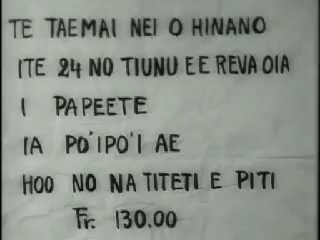 TE TAEMAI NEI O HINANO
ITE 24 NO TIUNU E E REVA OIA
I PAPEETE
IA PO'IPO'I AE
HOO NO NA TITETI E PITI
Fr. 130.00